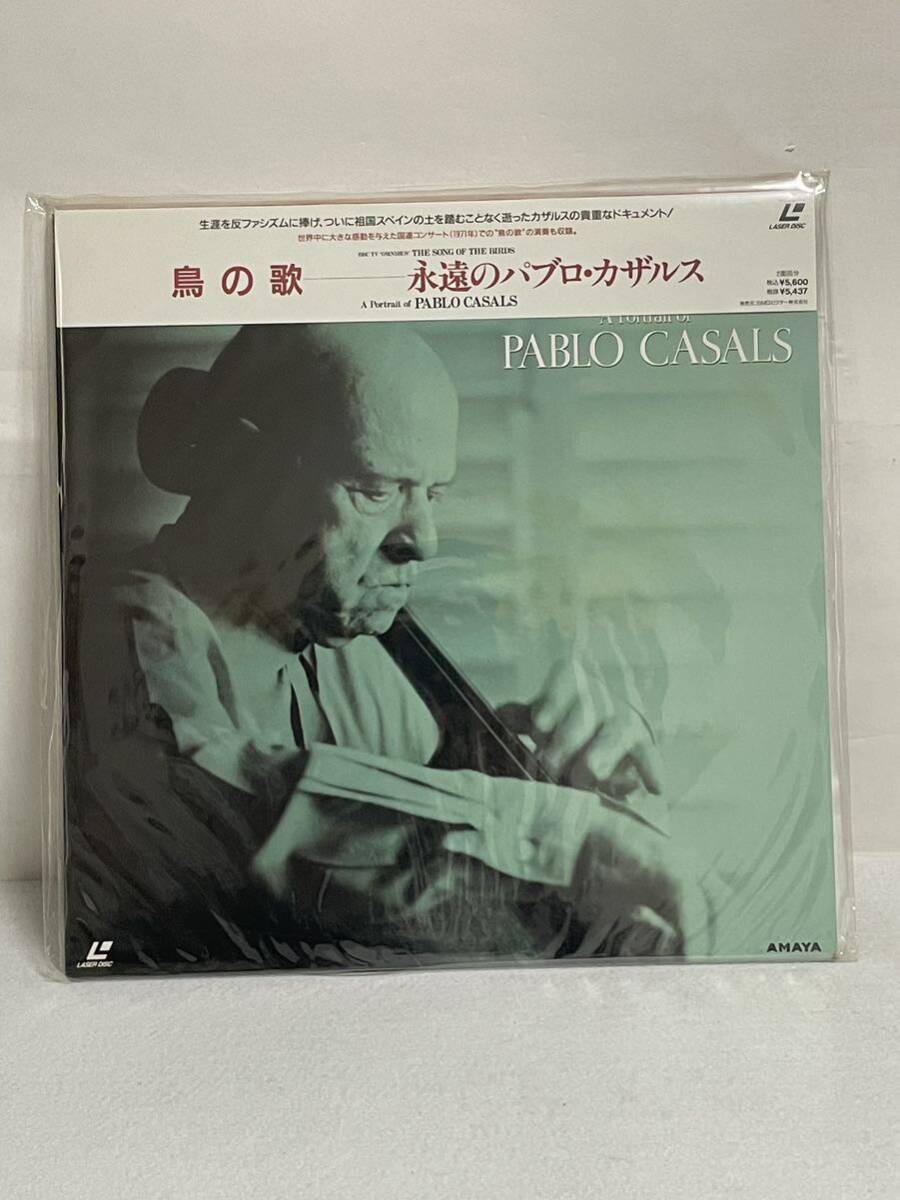 生涯を反ファシズムに捧げ、ついに祖国スペインの土を踏むことなく逝ったカザルスの貴重なドキュメント!
世界中に大きな感動を与えた国連コンサート(1971年)での"鳥の歌"の演奏も収録。
BBC TV "OMNIBUS" THE SONG OF THE BIRDS
鳥の歌――永遠のパブロ・カザルス
A Portrait of PABLO CASALS
LASER DISC
税込¥5,600
税抜¥5,437
A Portrait of
PABLO CASALS
LASER DISC
AMAYA